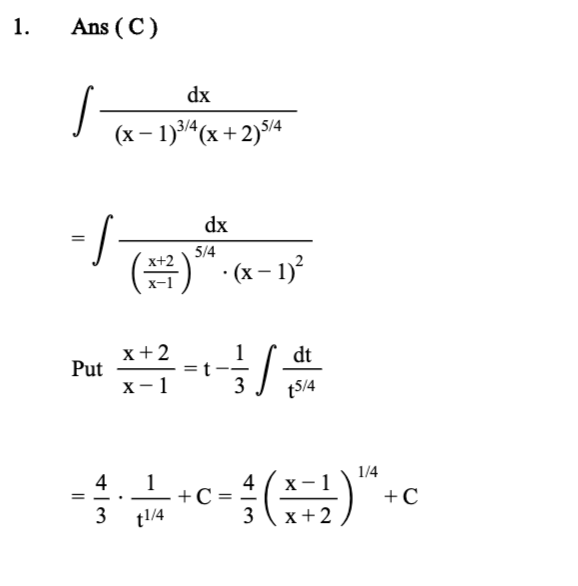 1. Ans ( C )
∫ dx / (x − 1)^{3/4}(x + 2)^{5/4}
= ∫ dx / ((x+2)/(x−1))^{5/4} · (x − 1)^2
Put (x + 2)/(x − 1) = t − 1/3 ∫ dt / t^{5/4}
= 4/3 · 1/t^{1/4} + C = 4/3 ((x − 1)/(x + 2))^{1/4} + C